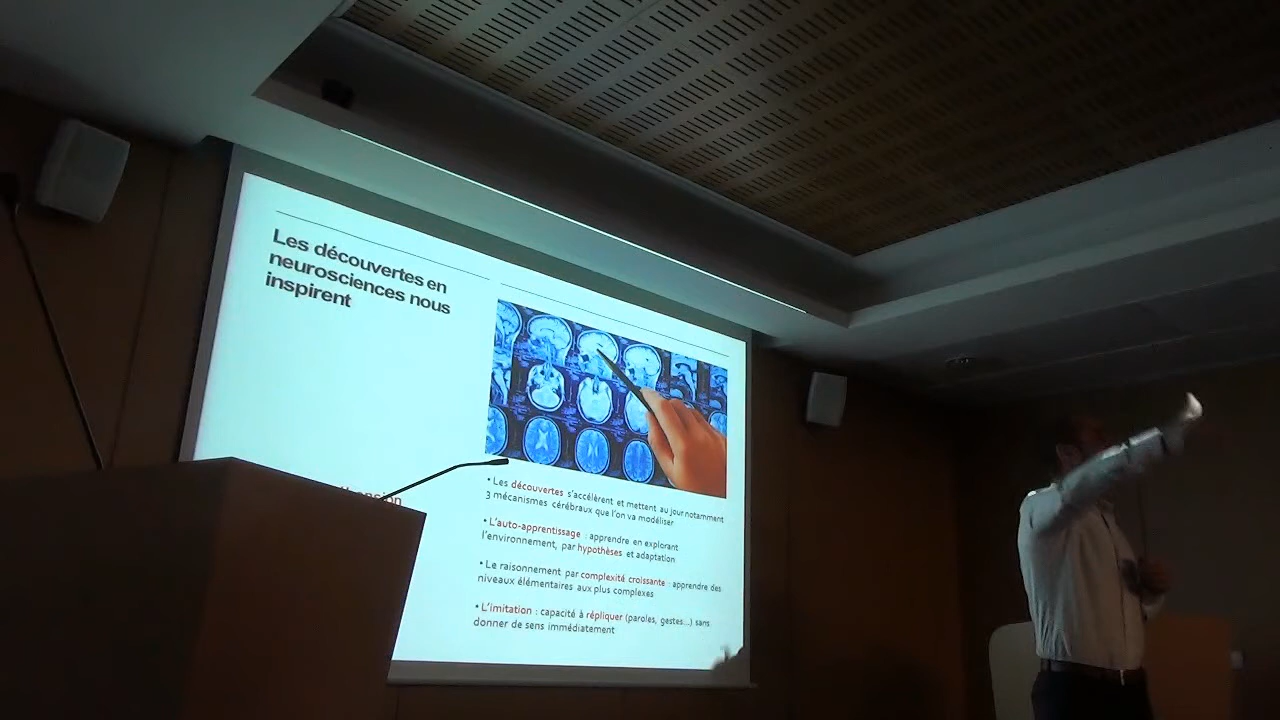 Les découvertes en
neurosciences nous
inspirent
• Les découvertes s'accélèrent et mettent au jour notamment
3 mécanismes cérébraux que l'on va modéliser
• L'auto-apprentissage : apprendre en explorant
l'environnement, par hypothèses et adaptation
• Le raisonnement par complexité croissante : apprendre des
niveaux élémentaires aux plus complexes
• L'imitation : capacité à répliquer (paroles, gestes...) sans
donner de sens immédiatement